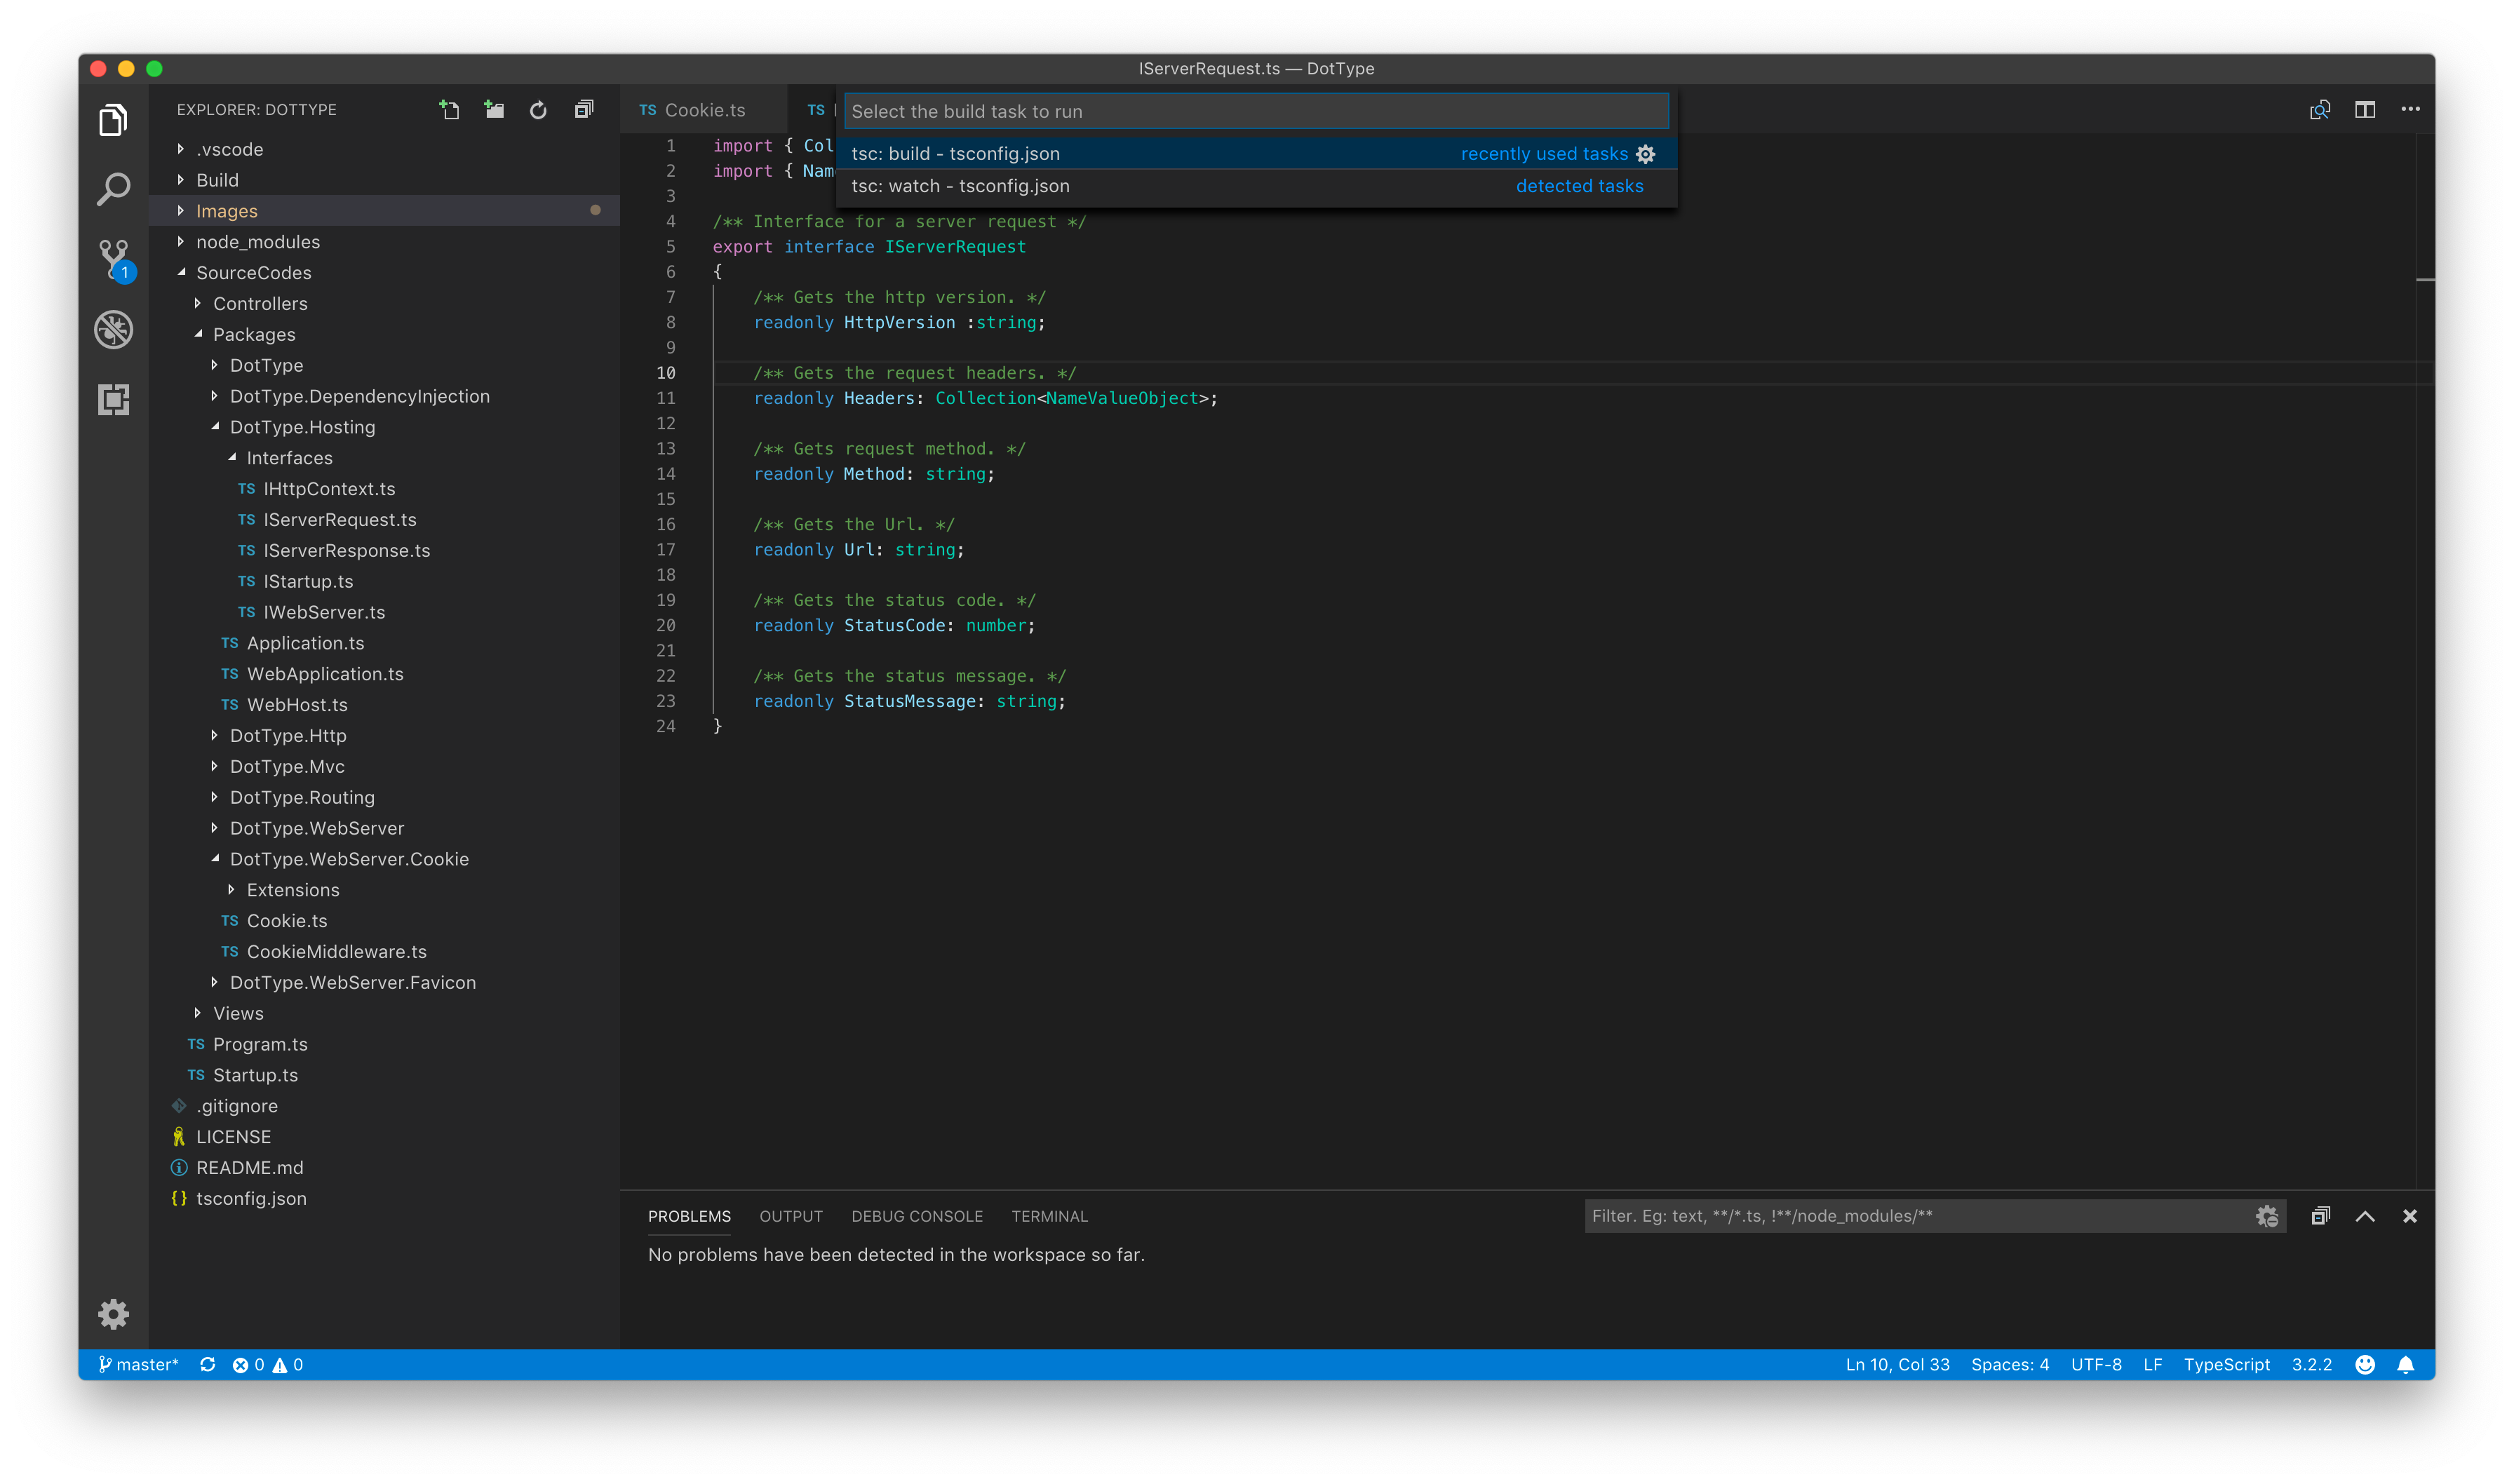 IServerRequest.ts — DotType
EXPLORER: DOTTYPE
.vscode
Build
Images
node_modules
SourceCodes
Controllers
Packages
DotType
DotType.DependencyInjection
DotType.Hosting
Interfaces
TS IHttpContext.ts
TS IServerRequest.ts
TS IServerResponse.ts
TS IStartup.ts
TS IWebServer.ts
TS Application.ts
TS WebApplication.ts
TS WebHost.ts
DotType.Http
DotType.Mvc
DotType.Routing
DotType.WebServer
DotType.WebServer.Cookie
Extensions
TS Cookie.ts
TS CookieMiddleware.ts
DotType.WebServer.Favicon
Views
TS Program.ts
TS Startup.ts
.gitignore
LICENSE
README.md
{} tsconfig.json
1
TS Cookie.ts
TS
Select the build task to run
tsc: build - tsconfig.json recently used tasks
tsc: watch - tsconfig.json detected tasks
1 import { Col
2 import { Nam
3
4 /** Interface for a server request */
5 export interface IServerRequest
6 {
7 /** Gets the http version. */
8 readonly HttpVersion :string;
9
10 /** Gets the request headers. */
11 readonly Headers: Collection<NameValueObject>;
12
13 /** Gets request method. */
14 readonly Method: string;
15
16 /** Gets the Url. */
17 readonly Url: string;
18
19 /** Gets the status code. */
20 readonly StatusCode: number;
21
22 /** Gets the status message. */
23 readonly StatusMessage: string;
24 }
PROBLEMS OUTPUT DEBUG CONSOLE TERMINAL
Filter. Eg: text, **/*.ts, !**/node_modules/**
No problems have been detected in the workspace so far.
master* 0 0
Ln 10, Col 33 Spaces: 4 UTF-8 LF TypeScript 3.2.2